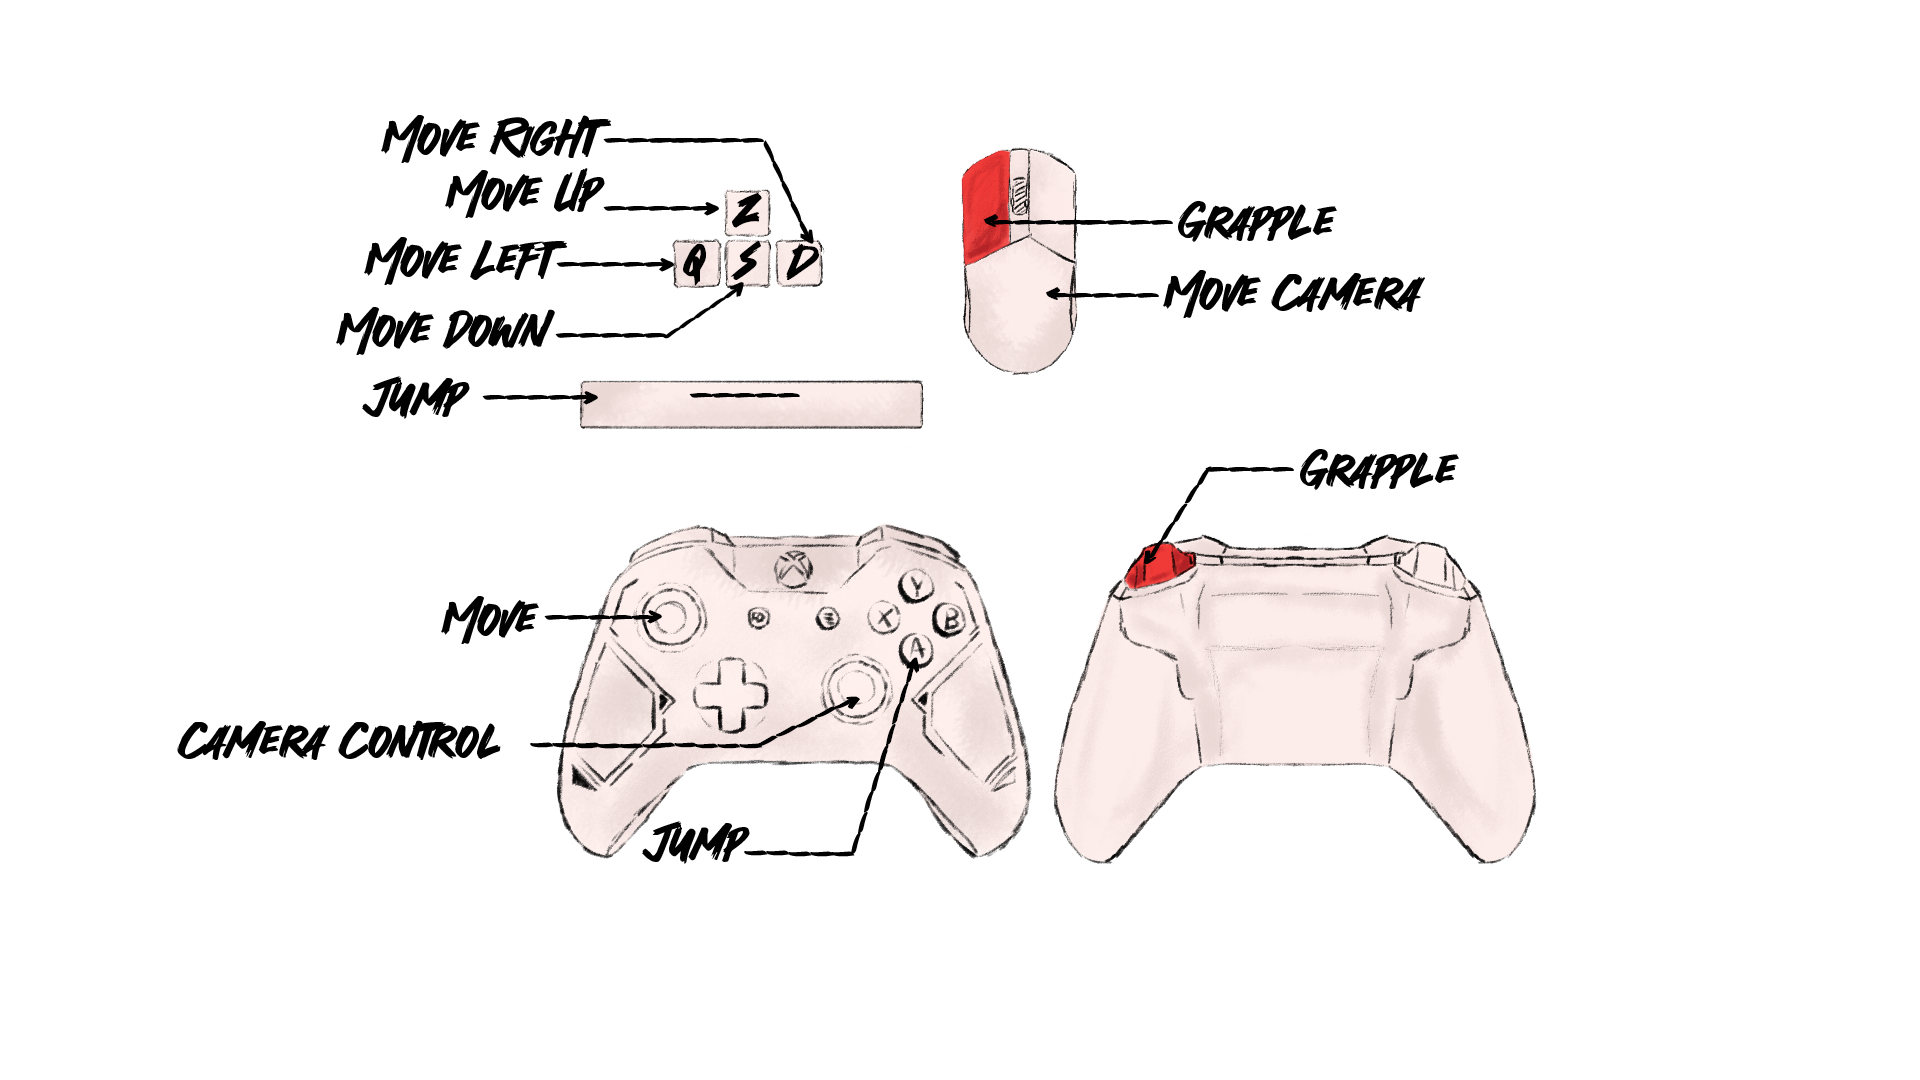 Move Right
Move Up
Z
Move Left
Q S D
Move Down
Jump
Grapple
Move Camera
Grapple
Move
Y
X B
A
Camera Control
Jump